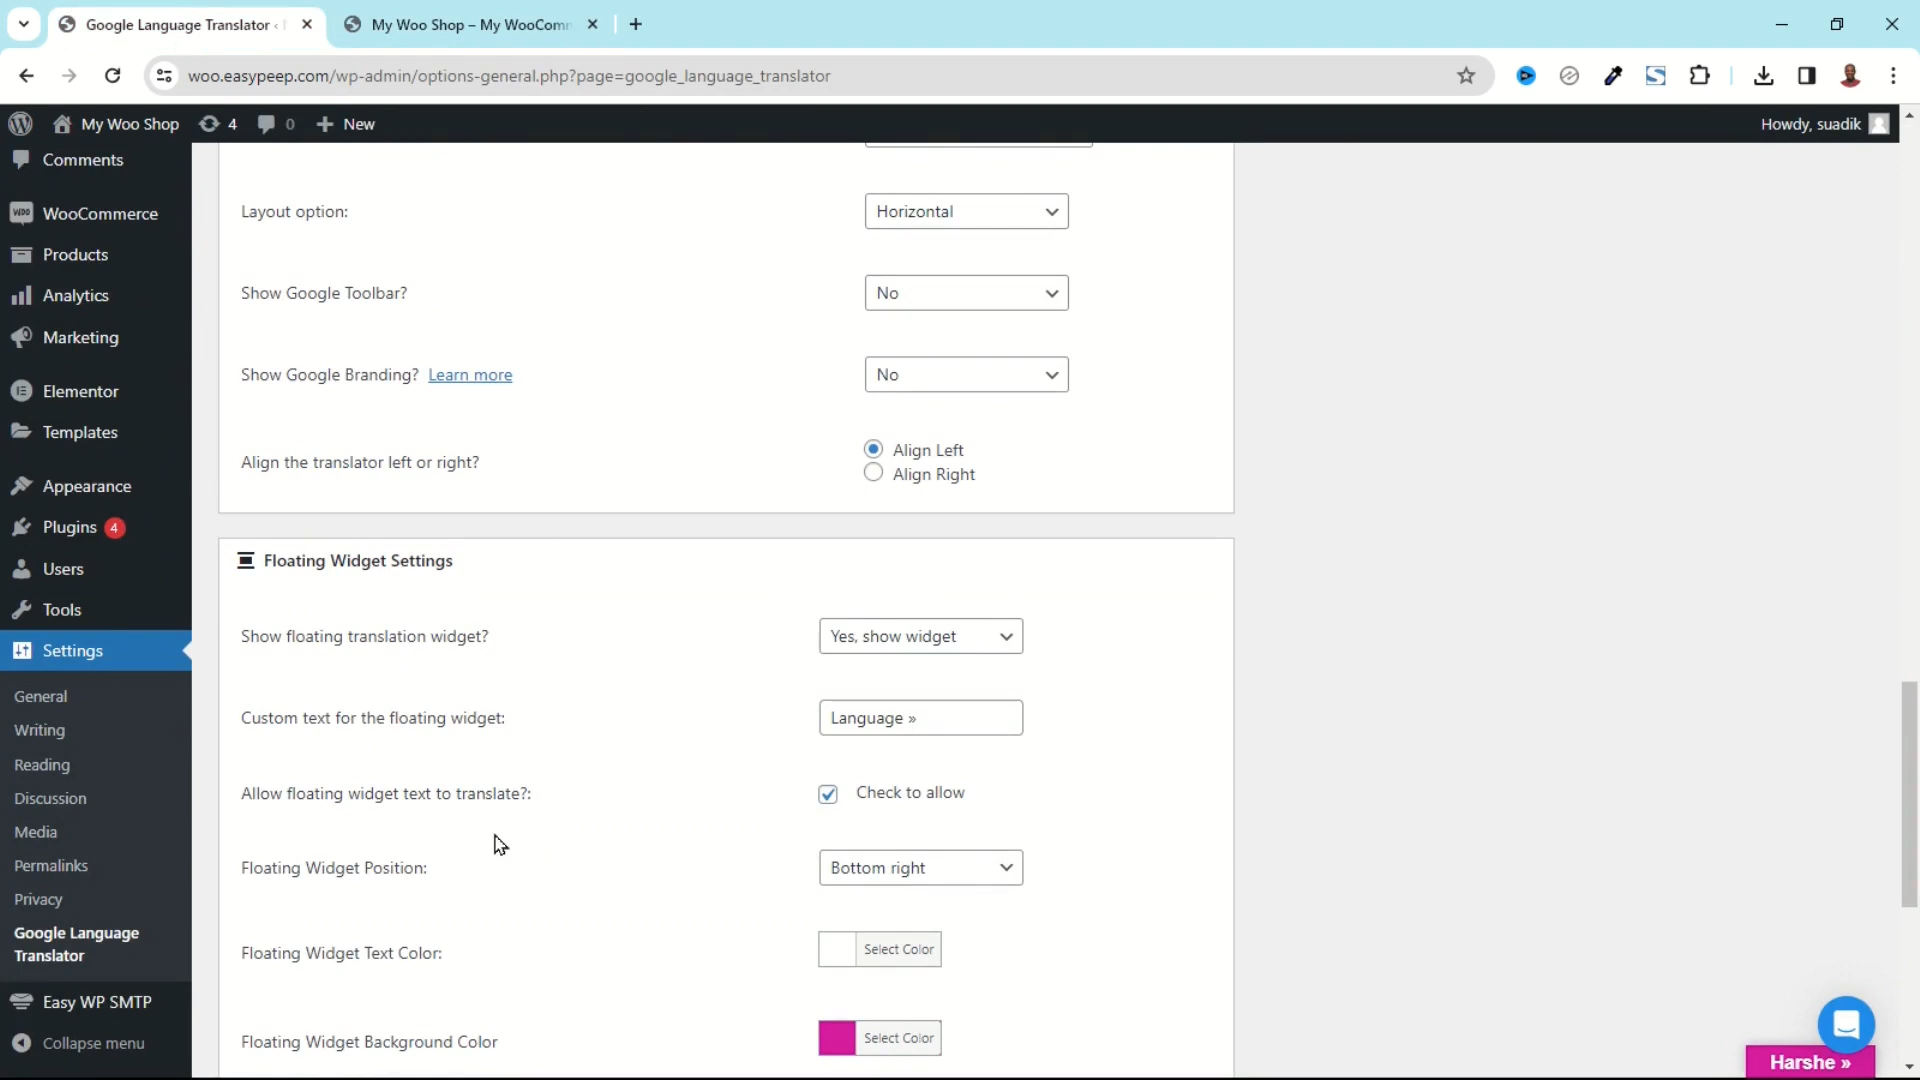 Google Language Translator ‹
My Woo Shop – My WooComm
woo.easypeep.com/wp-admin/options-general.php?page=google_language_translator
My Woo Shop
4
0
New
Howdy, suadik
Comments
WooCommerce
Products
Analytics
Marketing
Elementor
Templates
Appearance
Plugins 4
Users
Tools
Settings
General
Writing
Reading
Discussion
Media
Permalinks
Privacy
Google Language
Translator
Easy WP SMTP
Collapse menu
Layout option:
Horizontal
Show Google Toolbar?
No
Show Google Branding? Learn more
No
Align the translator left or right?
Align Left
Align Right
Floating Widget Settings
Show floating translation widget?
Yes, show widget
Custom text for the floating widget:
Language »
Allow floating widget text to translate?:
Check to allow
Floating Widget Position:
Bottom right
Floating Widget Text Color:
Select Color
Floating Widget Background Color
Select Color
Harshe »